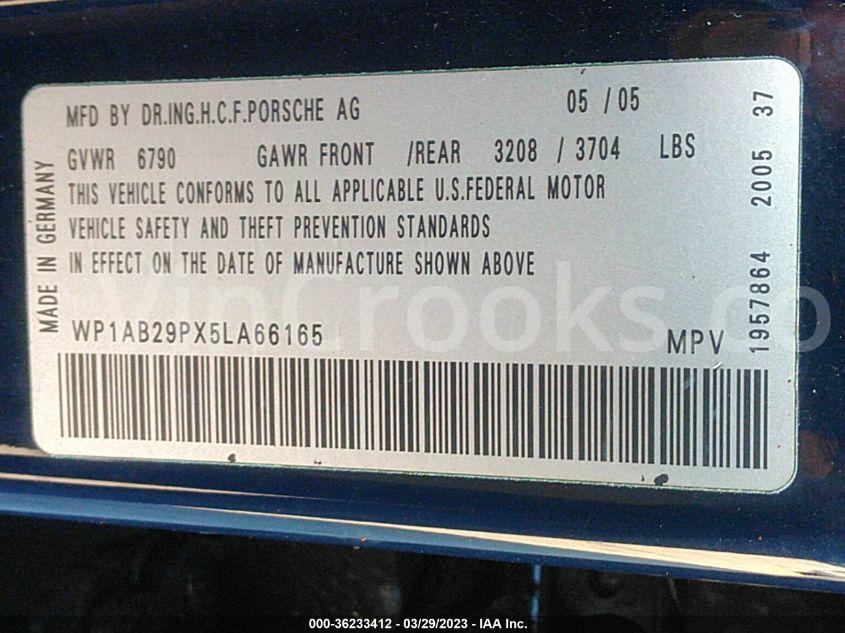 MFD BY DR.ING.H.C.F.PORSCHE AG 05 / 05
GVWR 6790 GAWR FRONT /REAR 3208 / 3704 LBS
THIS VEHICLE CONFORMS TO ALL APPLICABLE U.S.FEDERAL MOTOR
VEHICLE SAFETY AND THEFT PREVENTION STANDARDS
IN EFFECT ON THE DATE OF MANUFACTURE SHOWN ABOVE
WP1AB29PX5LA66165 MPV
MADE IN GERMANY
1957864 2005 37
VinCrooks.co
000-36233412 - 03/29/2023 - IAA Inc.